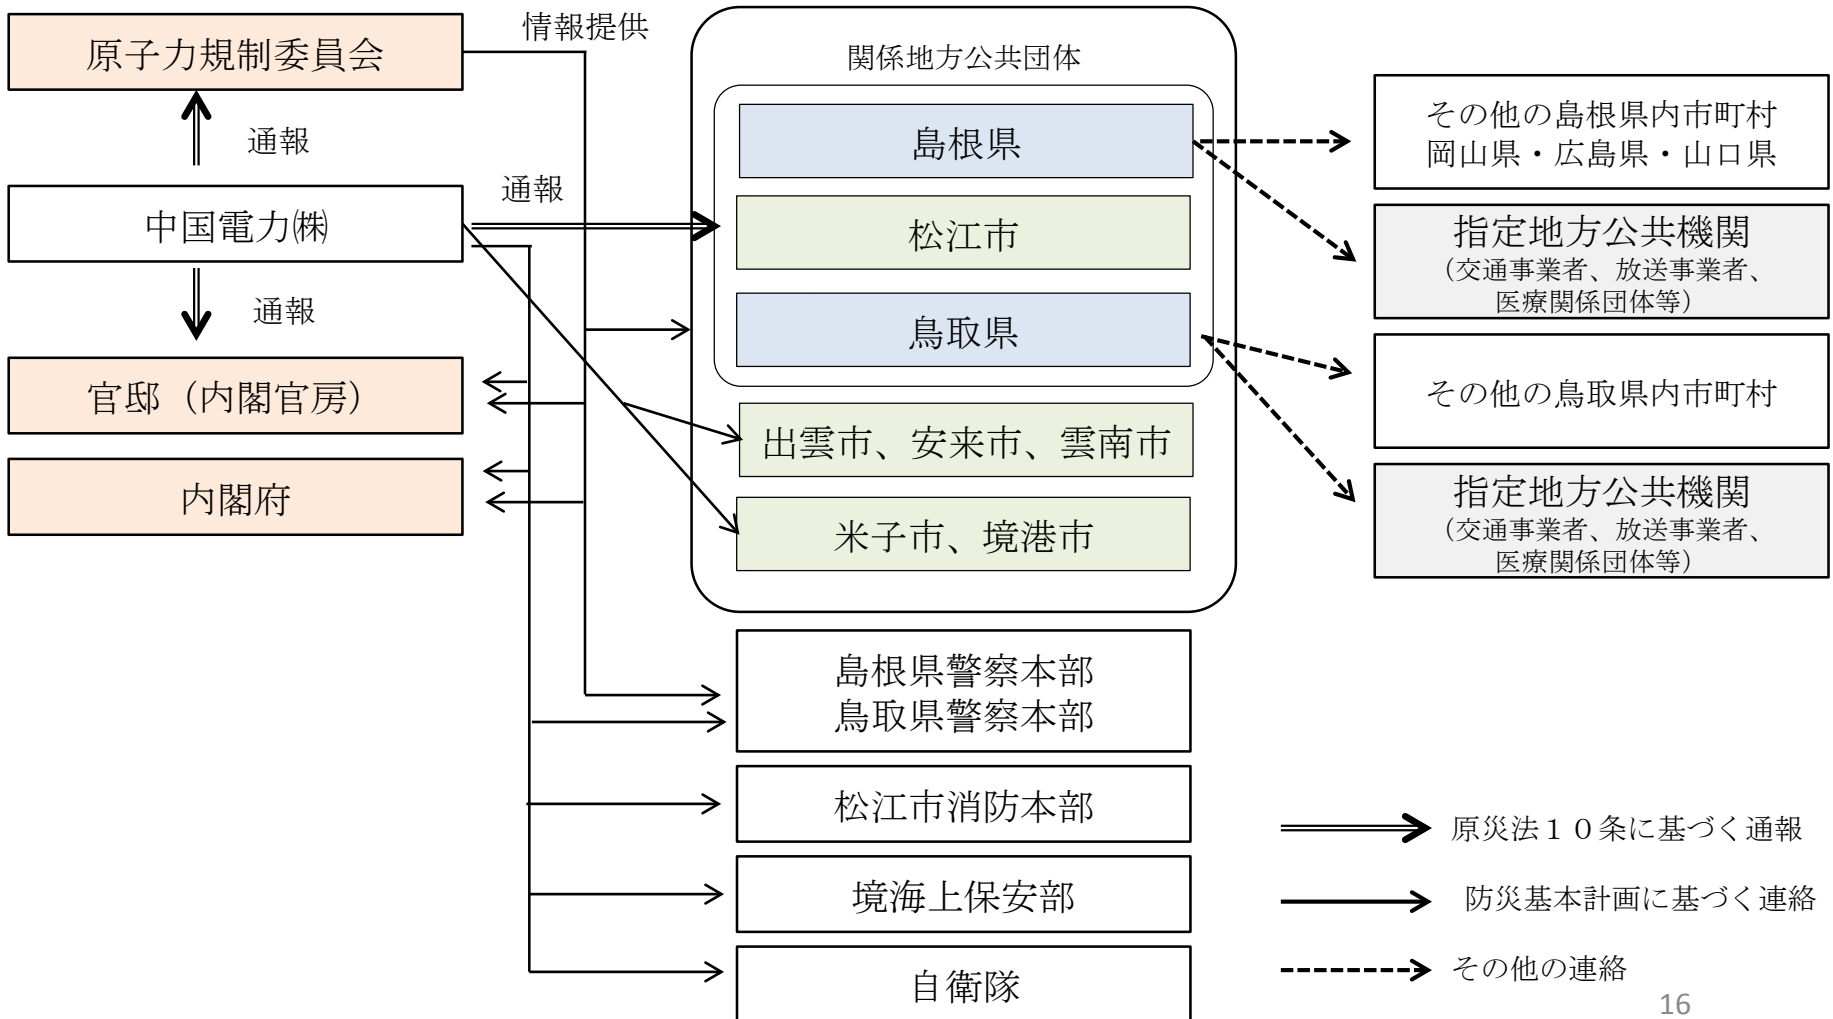 原子力規制委員会
情報提供
通報
中国電力㈱
通報
通報
官邸（内閣官房）
内閣府
関係地方公共団体
島根県
松江市
鳥取県
出雲市、安来市、雲南市
米子市、境港市
島根県警察本部
鳥取県警察本部
松江市消防本部
境海上保安部
自衛隊
その他の島根県内市町村
岡山県・広島県・山口県
指定地方公共機関
（交通事業者、放送事業者、
医療関係団体等）
その他の鳥取県内市町村
指定地方公共機関
（交通事業者、放送事業者、
医療関係団体等）
原災法１０条に基づく通報
防災基本計画に基づく連絡
その他の連絡
16